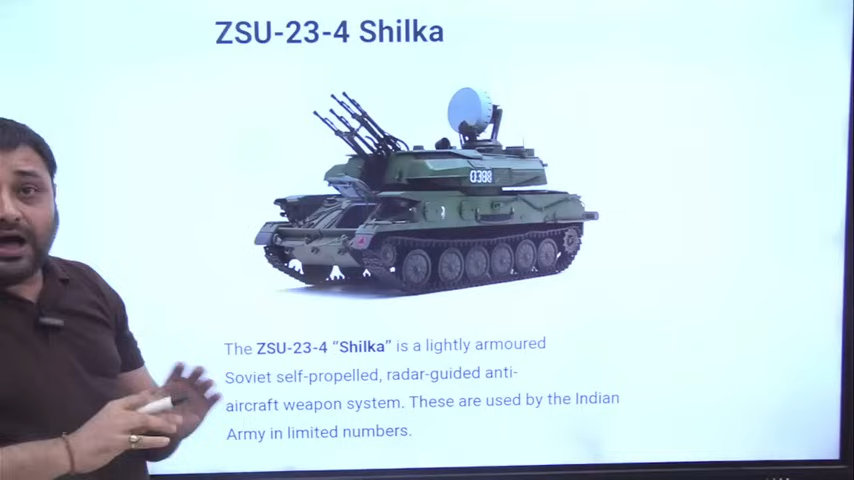 ZSU-23-4 Shilka
0388
The ZSU-23-4 “Shilka” is a lightly armoured
Soviet self-propelled, radar-guided anti-
aircraft weapon system. These are used by the Indian
Army in limited numbers.